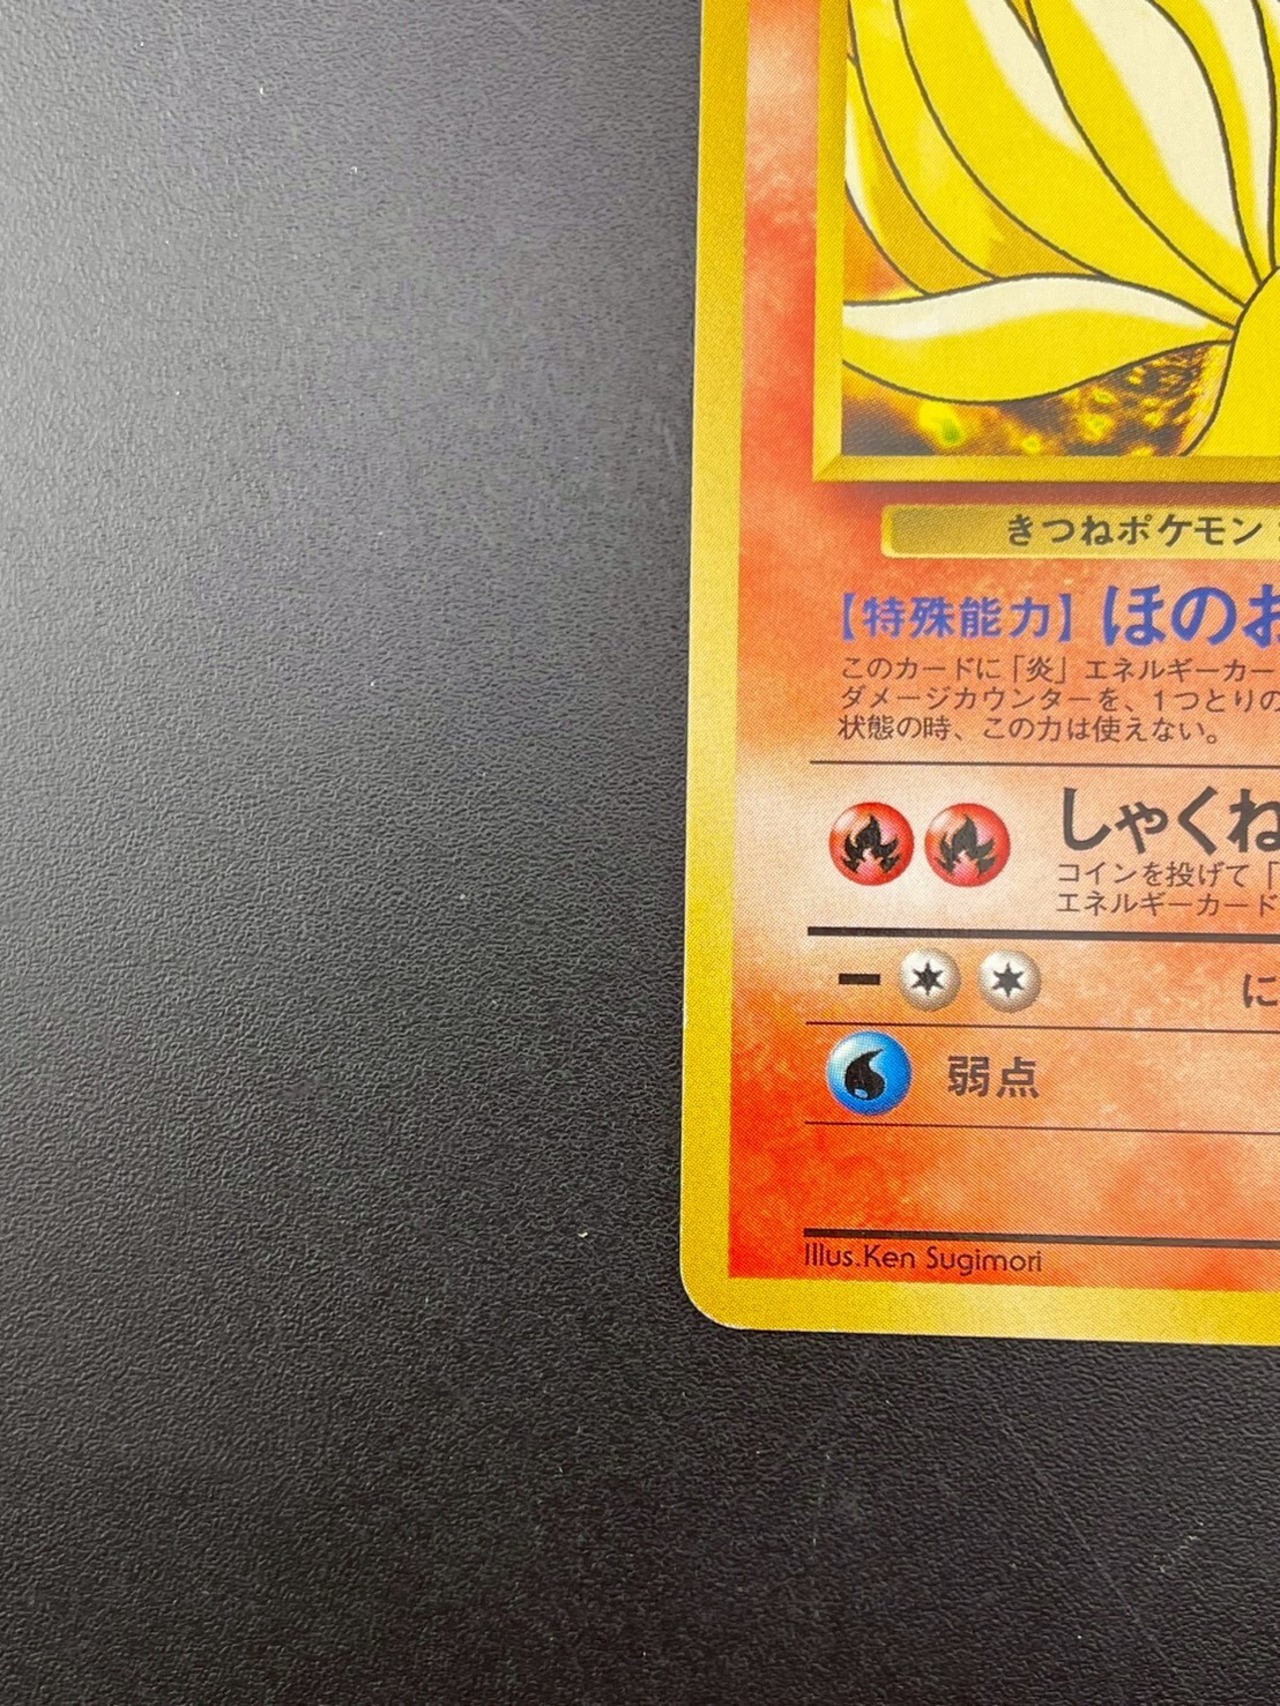 きつねポケモン
【特殊能力】ほのお
このカードに「炎」エネルギーカー
ダメージカウンターを、1つとりの
状態の時、この力は使えない。
しゃくね
コインを投げて「
エネルギーカード
ー
に
弱点
Illus.Ken Sugimori